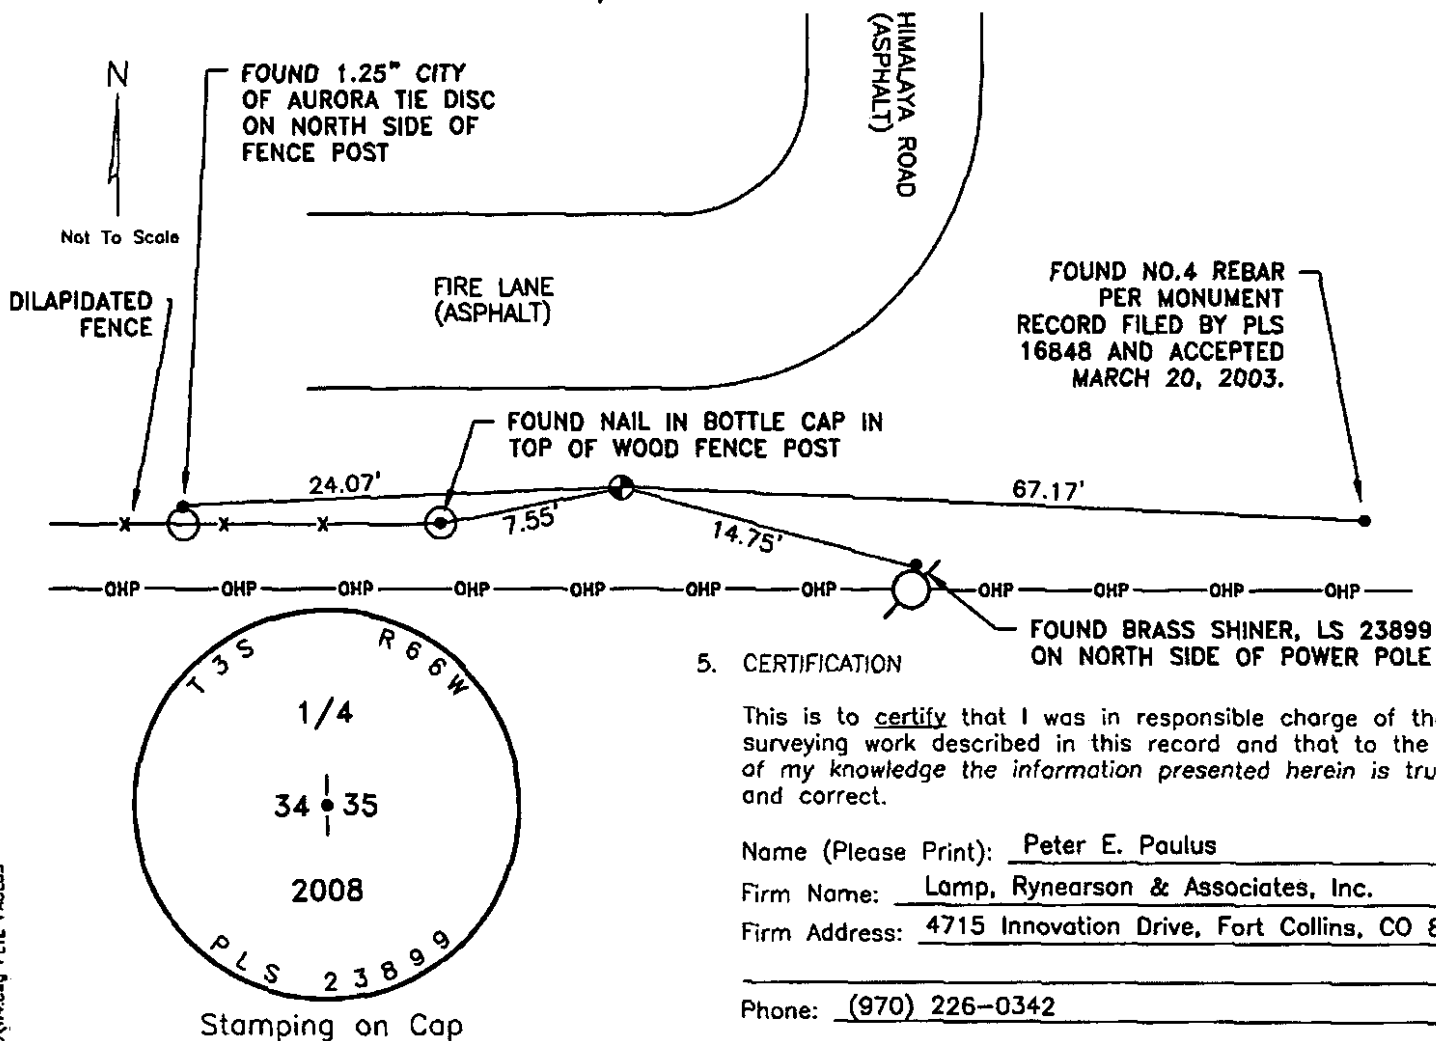 HIMALAYA ROAD
(ASPHALT)
N
Not To Scale
FOUND 1.25" CITY
OF AURORA TIE DISC
ON NORTH SIDE OF
FENCE POST
DILAPIDATED
FENCE
FIRE LANE
(ASPHALT)
FOUND NO.4 REBAR
PER MONUMENT
RECORD FILED BY PLS
16848 AND ACCEPTED
MARCH 20, 2003.
FOUND NAIL IN BOTTLE CAP IN
TOP OF WOOD FENCE POST
24.07'
7.55'
14.75'
67.17'
x x x
OHP OHP OHP OHP OHP OHP OHP OHP OHP OHP OHP
FOUND BRASS SHINER, LS 23899
ON NORTH SIDE OF POWER POLE
T3S R66W
1/4
34 35
2008
PLS 23899
Stamping on Cap
5. CERTIFICATION
This is to certify that I was in responsible charge of the
surveying work described in this record and that to the
of my knowledge the information presented herein is tru
and correct.
Name (Please Print): Peter E. Paulus
Firm Name: Lamp, Rynearson & Associates, Inc.
Firm Address: 4715 Innovation Drive, Fort Collins, CO 8
Phone: (970) 226-0342